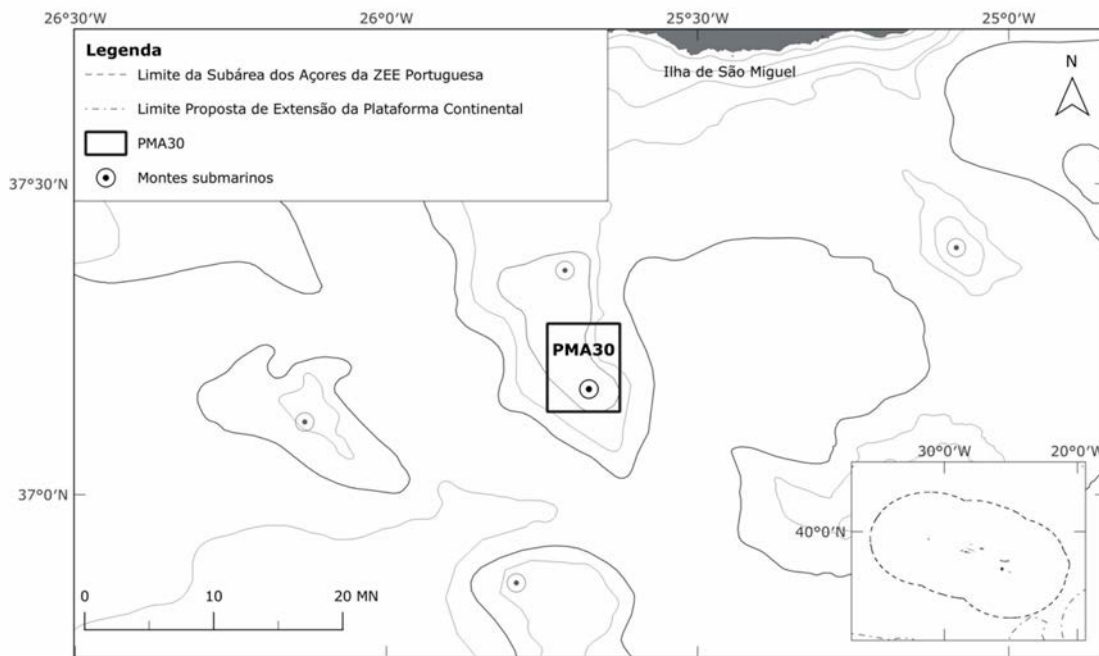 26°30’W 26°0’W 25°30’W 25°0’W
Legenda
Limite da Subárea dos Açores da ZEE Portuguesa
Limite Proposta de Extensão da Plataforma Continental
PMA30
Montes submarinos
Ilha de São Miguel
N
37°30’N
PMA30
37°0’N
30°0’W 20°0’W
40°0’N
0 10 20 MN